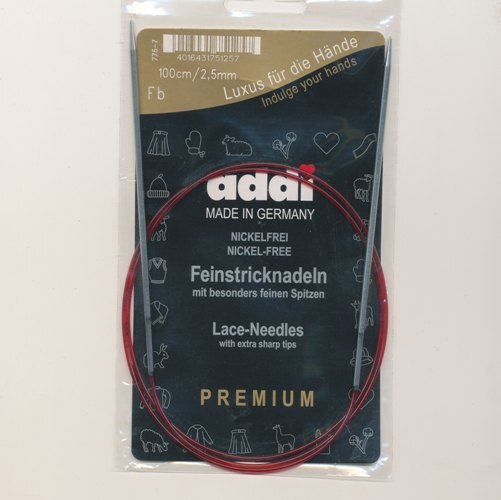 775-7
4016431751257
100cm/2,5mm
Fb
Luxus für die Hände
Indulge your hands
addi
MADE IN GERMANY
NICKELFREI
NICKEL-FREE
Feinstricknadeln
mit besonders feinen Spitzen
Lace-Needles
with extra sharp tips
PREMIUM